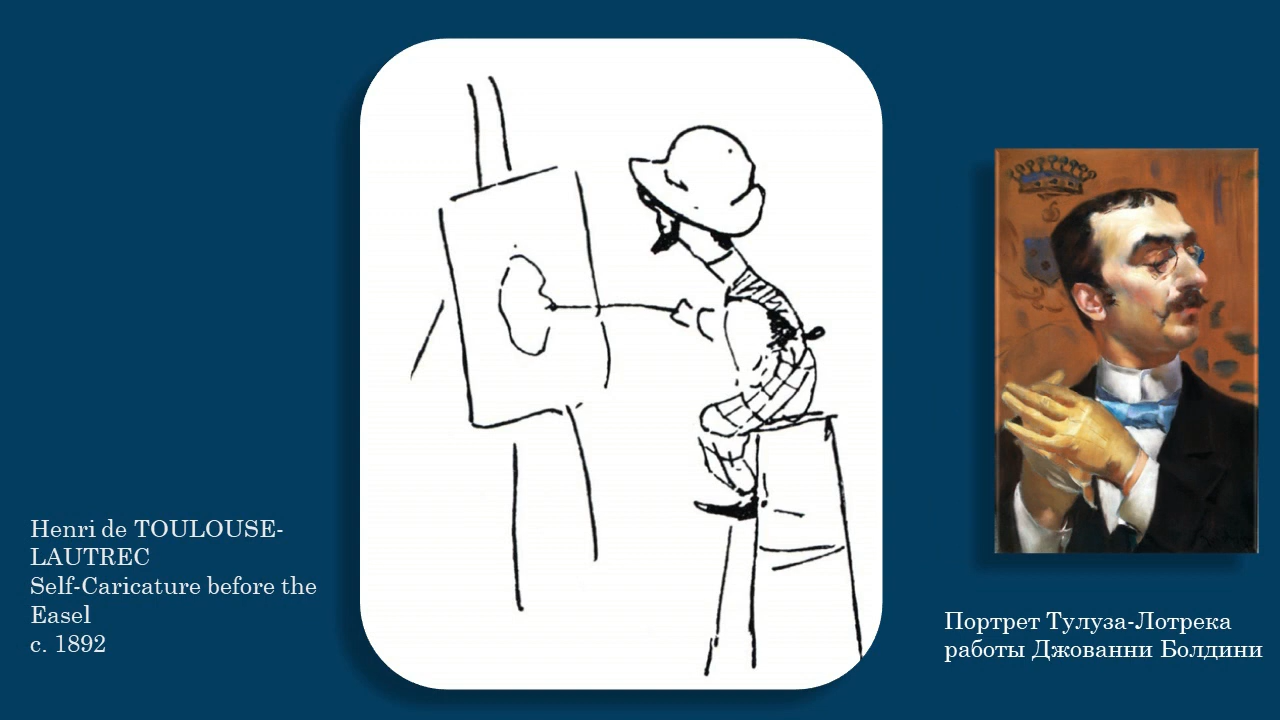 Henri de TOULOUSE-
LAUTREC
Self-Caricature before the
Easel
c. 1892
Портрет Тулуза-Лотрека
работы Джованни Болдини